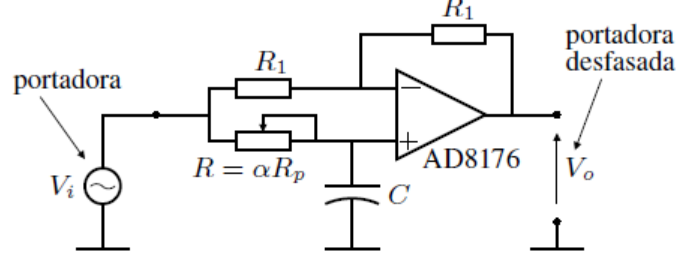 R₁
portadora
desfasada
portadora
R₁
−
+
R = αRₚ
AD8176
Vᵢ
C
Vₒ